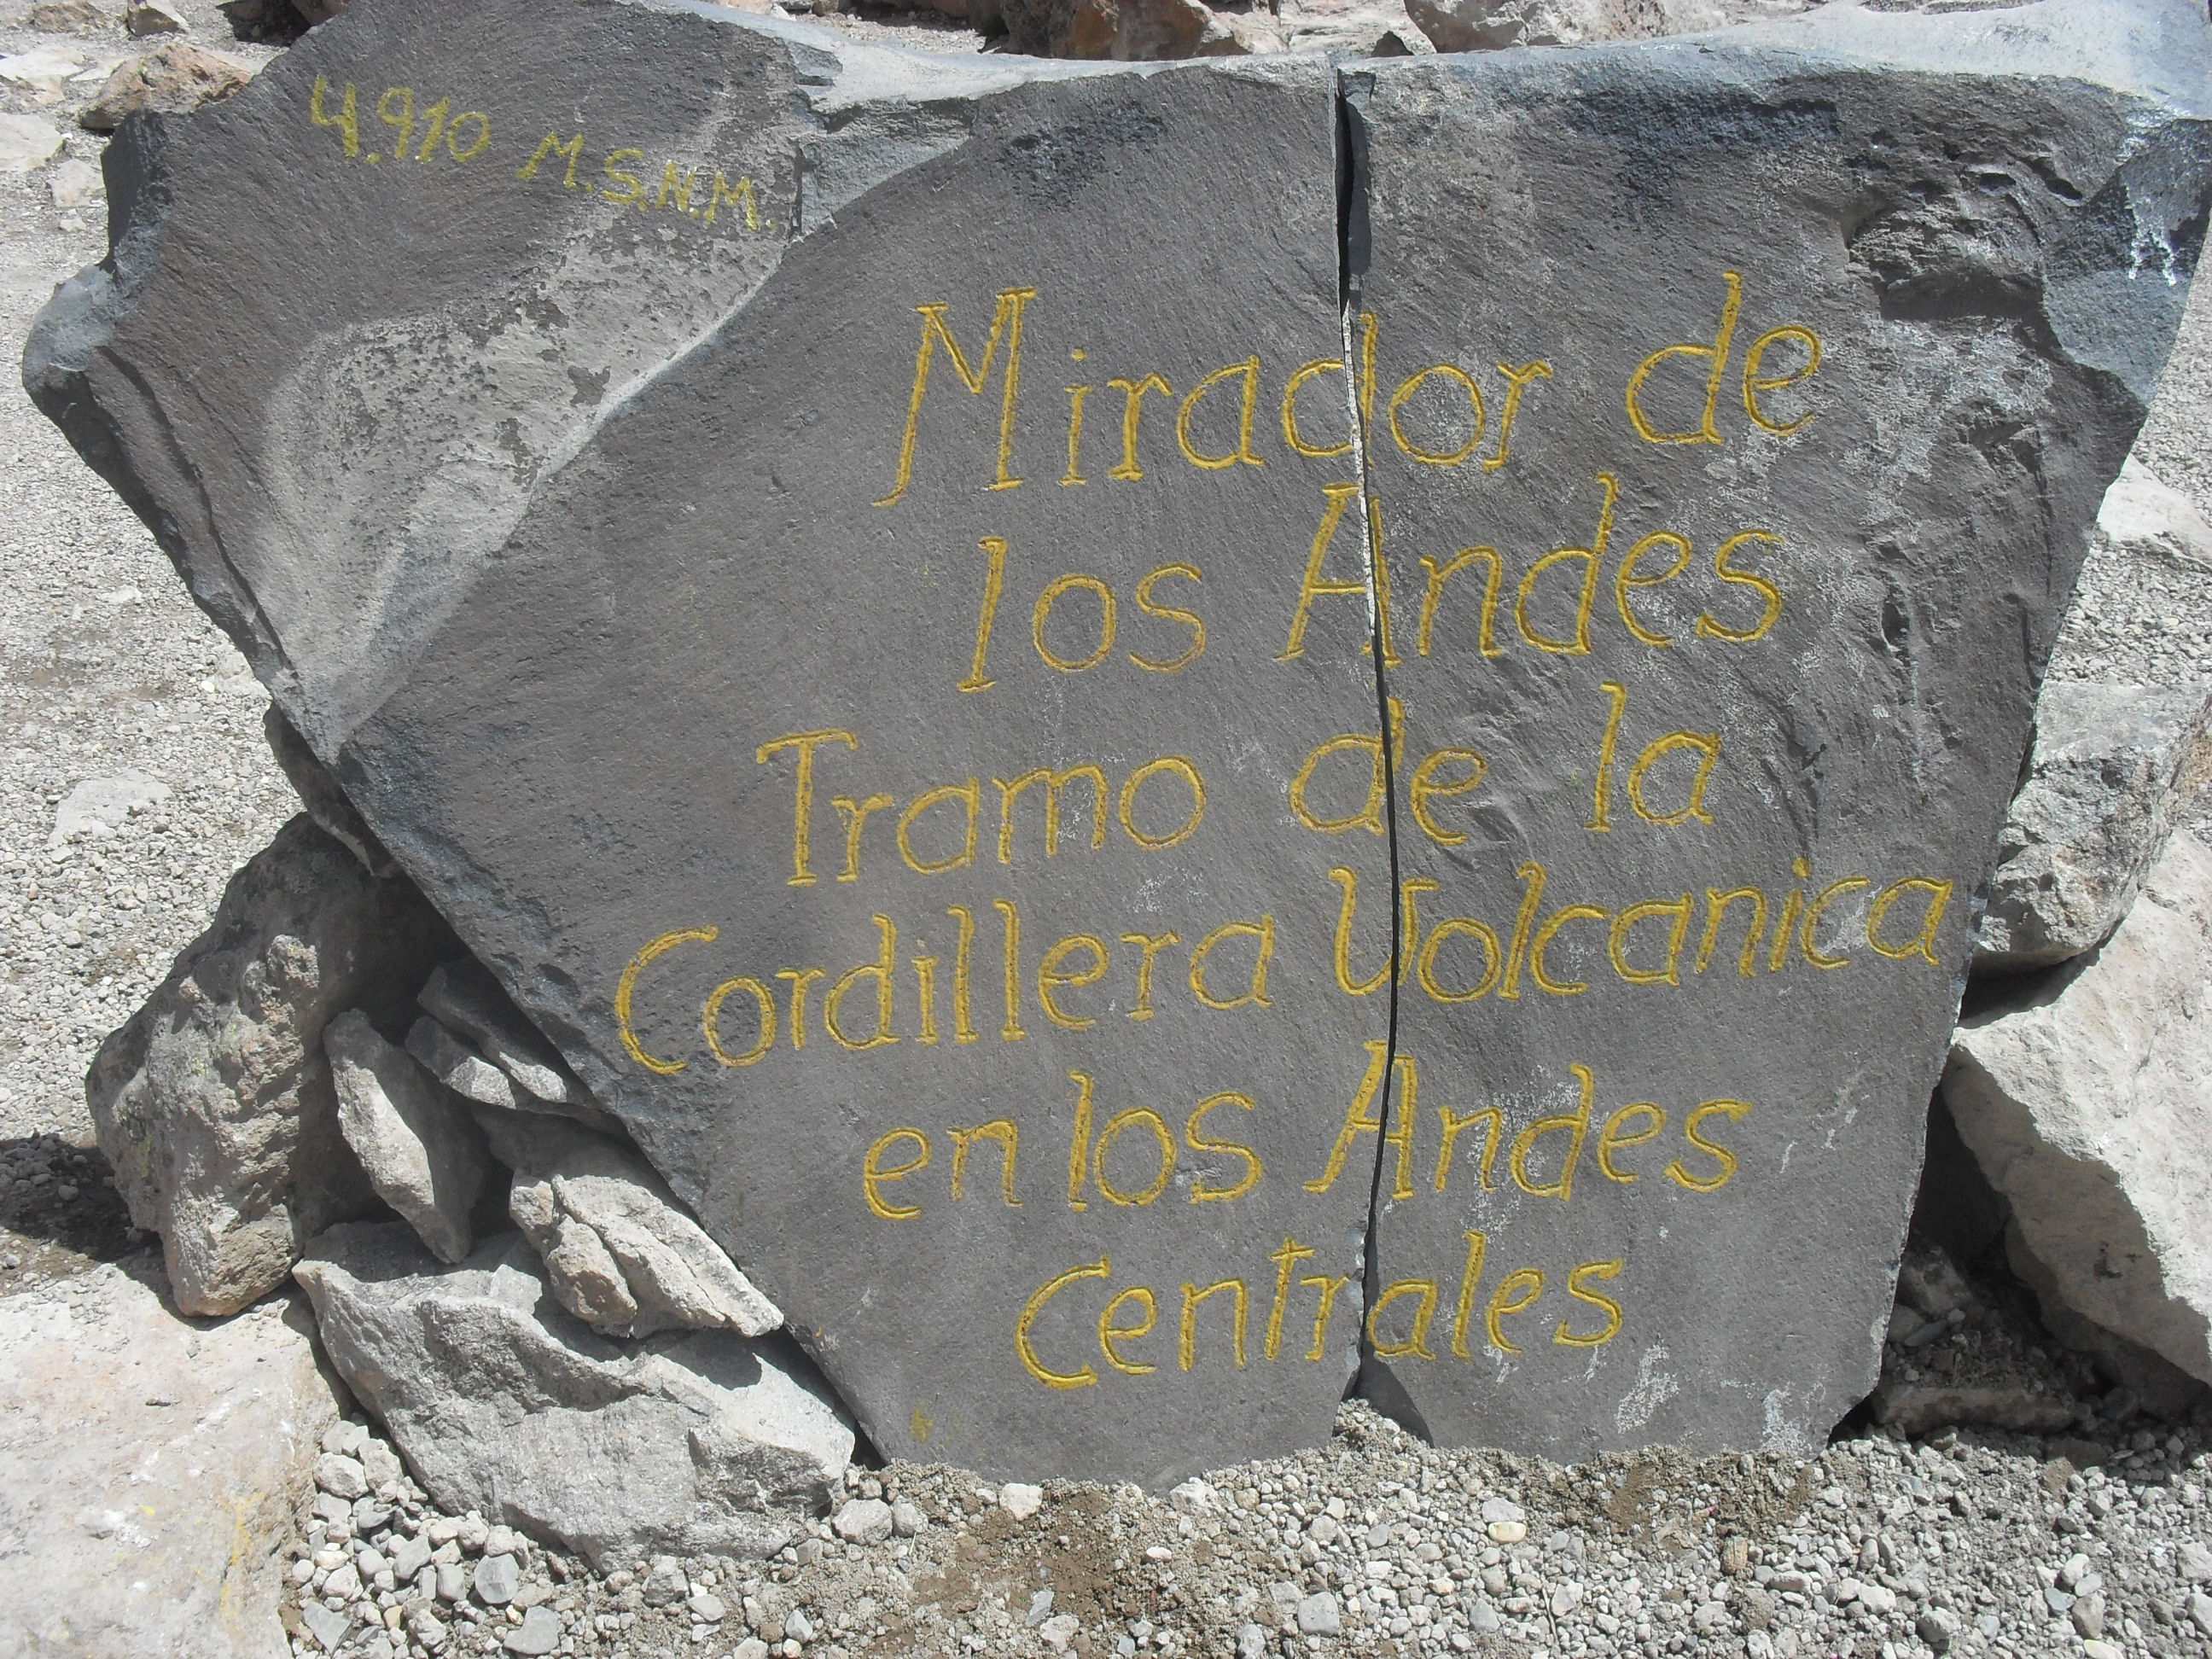 4.910 M.S.N.M.
Mirador de
los Andes
Tramo de la
Cordillera Volcanica
en los Andes
Centrales